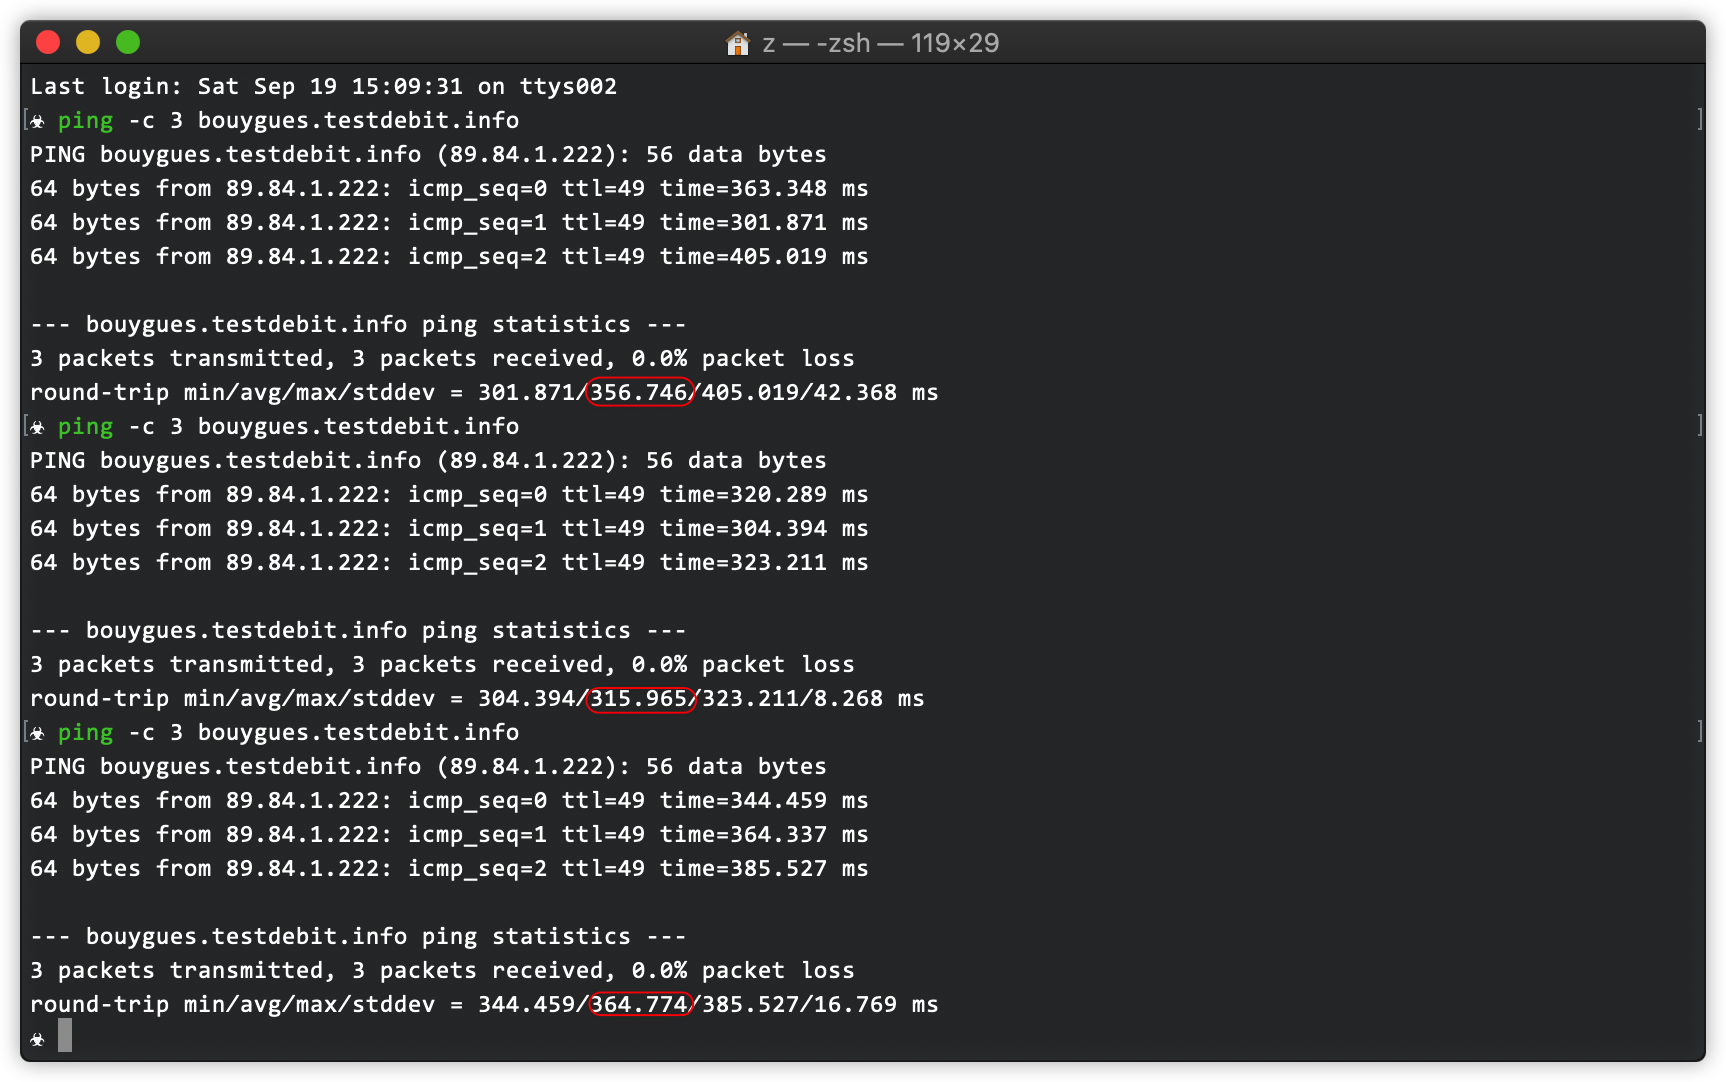 z — -zsh — 119×29
Last login: Sat Sep 19 15:09:31 on ttys002
[☣ ping -c 3 bouygues.testdebit.info ]
PING bouygues.testdebit.info (89.84.1.222): 56 data bytes
64 bytes from 89.84.1.222: icmp_seq=0 ttl=49 time=363.348 ms
64 bytes from 89.84.1.222: icmp_seq=1 ttl=49 time=301.871 ms
64 bytes from 89.84.1.222: icmp_seq=2 ttl=49 time=405.019 ms
--- bouygues.testdebit.info ping statistics ---
3 packets transmitted, 3 packets received, 0.0% packet loss
round-trip min/avg/max/stddev = 301.871/356.746/405.019/42.368 ms
[☣ ping -c 3 bouygues.testdebit.info ]
PING bouygues.testdebit.info (89.84.1.222): 56 data bytes
64 bytes from 89.84.1.222: icmp_seq=0 ttl=49 time=320.289 ms
64 bytes from 89.84.1.222: icmp_seq=1 ttl=49 time=304.394 ms
64 bytes from 89.84.1.222: icmp_seq=2 ttl=49 time=323.211 ms
--- bouygues.testdebit.info ping statistics ---
3 packets transmitted, 3 packets received, 0.0% packet loss
round-trip min/avg/max/stddev = 304.394/315.965/323.211/8.268 ms
[☣ ping -c 3 bouygues.testdebit.info ]
PING bouygues.testdebit.info (89.84.1.222): 56 data bytes
64 bytes from 89.84.1.222: icmp_seq=0 ttl=49 time=344.459 ms
64 bytes from 89.84.1.222: icmp_seq=1 ttl=49 time=364.337 ms
64 bytes from 89.84.1.222: icmp_seq=2 ttl=49 time=385.527 ms
--- bouygues.testdebit.info ping statistics ---
3 packets transmitted, 3 packets received, 0.0% packet loss
round-trip min/avg/max/stddev = 344.459/364.774/385.527/16.769 ms
☣